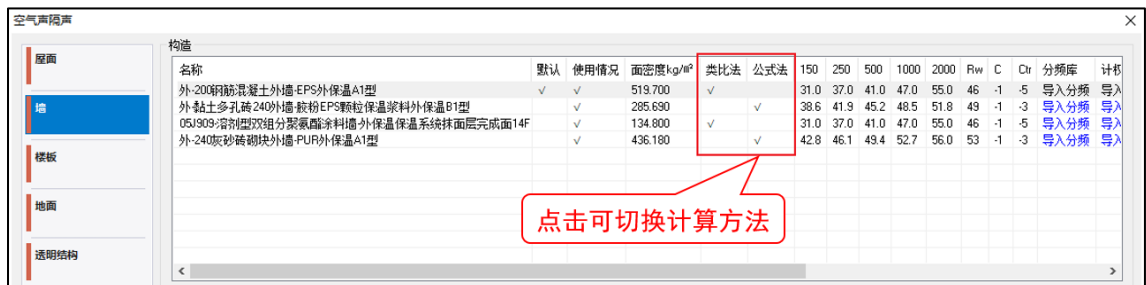 空气声隔声
构造
屋面
墙
楼板
地面
透明结构
名称 默认 使用情况 面密度kg/m² 类比法 公式法 150 250 500 1000 2000 Rw C Ctr 分频库 计权
外-200钢筋混凝土外墙-EPS外保温A1型 √ √ 519.700 √ 31.0 37.0 41.0 47.0 55.0 46 -1 -5 导入分频 导入
外-黏土多孔砖240外墙-胶粉EPS颗粒保温浆料外保温B1型 √ 285.690 √ 38.6 41.9 45.2 48.5 51.8 49 -1 -3 导入分频 导入
05J909-溶剂型双组分聚氨酯涂料墙-外保温保温系统抹面层完成面14F √ 134.800 √ 31.0 37.0 41.0 47.0 55.0 46 -1 -5 导入分频 导入
外-240灰砂砖砌块外墙-PUR外保温A1型 √ 436.180 √ 42.8 46.1 49.4 52.7 56.0 53 -1 -3 导入分频 导入
点击可切换计算方法